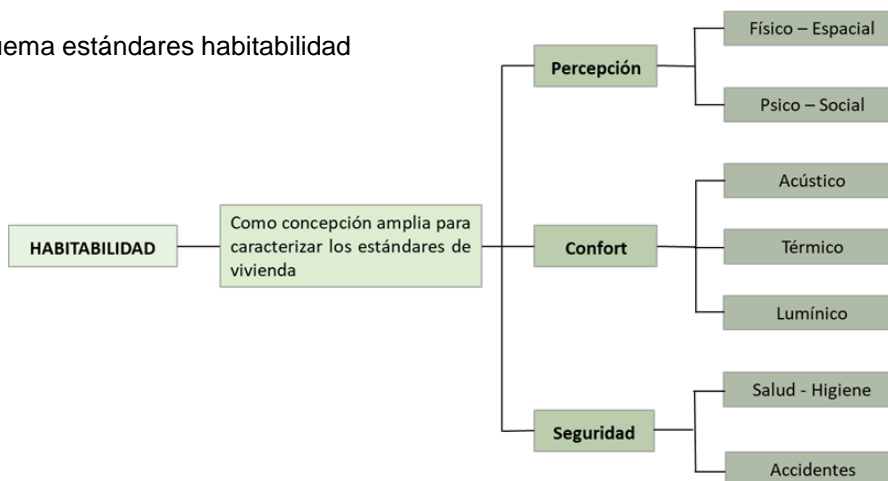 estándares habitabilidad
Percepción
Físico – Espacial
Psico – Social
HABITABILIDAD
Como concepción amplia para
caracterizar los estándares de
vivienda
Confort
Acústico
Térmico
Lumínico
Seguridad
Salud - Higiene
Accidentes